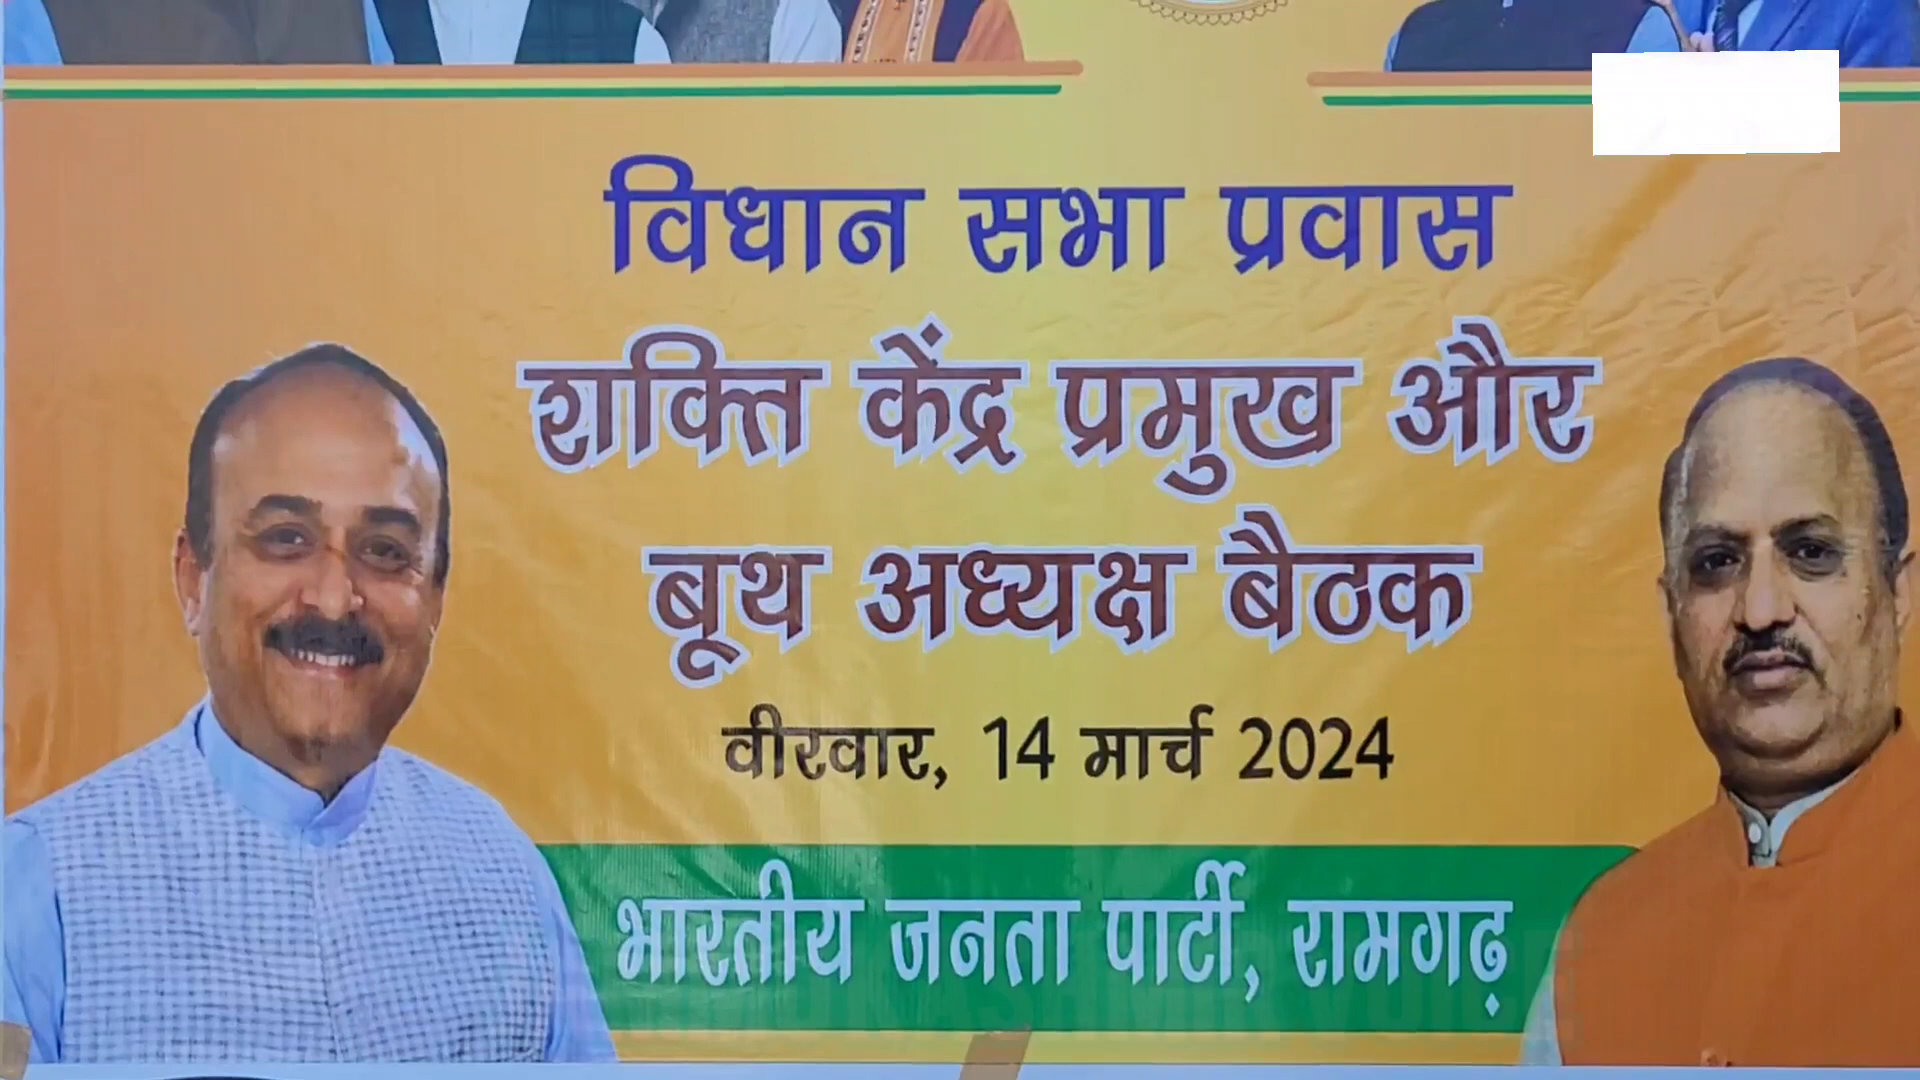 विधान सभा प्रवास
शक्ति केंद्र प्रमुख और
बूथ अध्यक्ष बैठक
वीरवार, 14 मार्च 2024
भारतीय जनता पार्टी, रामगढ़